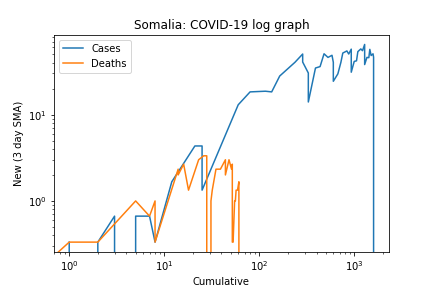 Somalia: COVID-19 log graph
Cases
Deaths
New (3 day SMA)
10¹
10⁰
10⁰ 10¹ 10² 10³
Cumulative